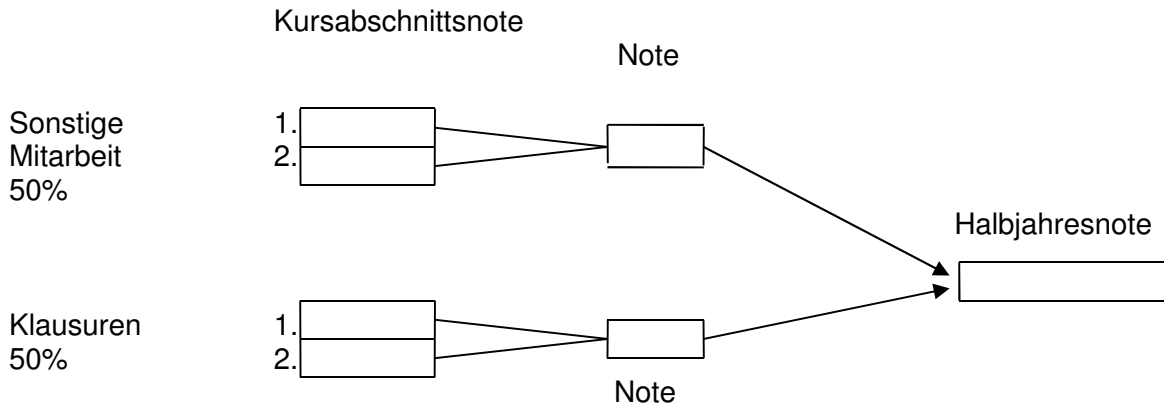 Kursabschnittsnote
Note
Sonstige
Mitarbeit
50%
1.
2.
Halbjahresnote
Klausuren
50%
1.
2.
Note